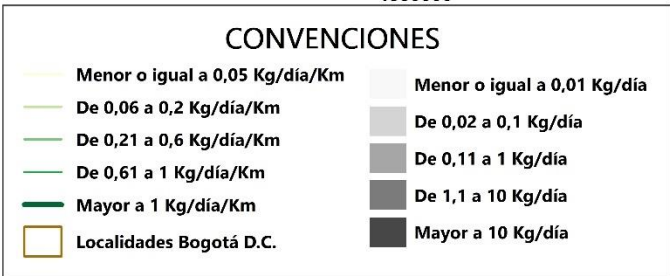 CONVENCIONES
Menor o igual a 0,05 Kg/día/Km
De 0,06 a 0,2 Kg/día/Km
De 0,21 a 0,6 Kg/día/Km
De 0,61 a 1 Kg/día/Km
Mayor a 1 Kg/día/Km
Localidades Bogotá D.C.
Menor o igual a 0,01 Kg/día
De 0,02 a 0,1 Kg/día
De 0,11 a 1 Kg/día
De 1,1 a 10 Kg/día
Mayor a 10 Kg/día